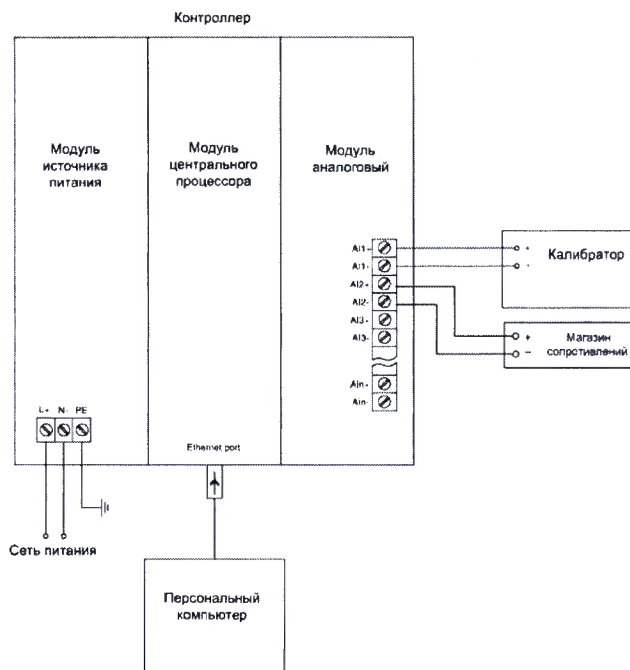 Контроллер
Модуль
источника
питания
Модуль
центрального
процессора
Модуль
аналоговый
AI1+
AI1-
AI2+
AI2-
AI3+
AI3-
AIn+
AIn-
+
-
Калибратор
+
−
Магазин
сопротивлений
L+ N- PE
Ethernet port
Сеть питания
Персональный
компьютер